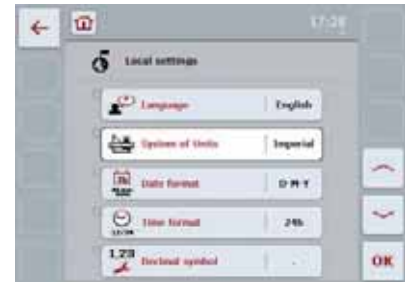 17:28
Local settings
Language English
System of Units Imperial
Date format D-M-Y
Time format 24h
1,23 Decimal symbol .
OK